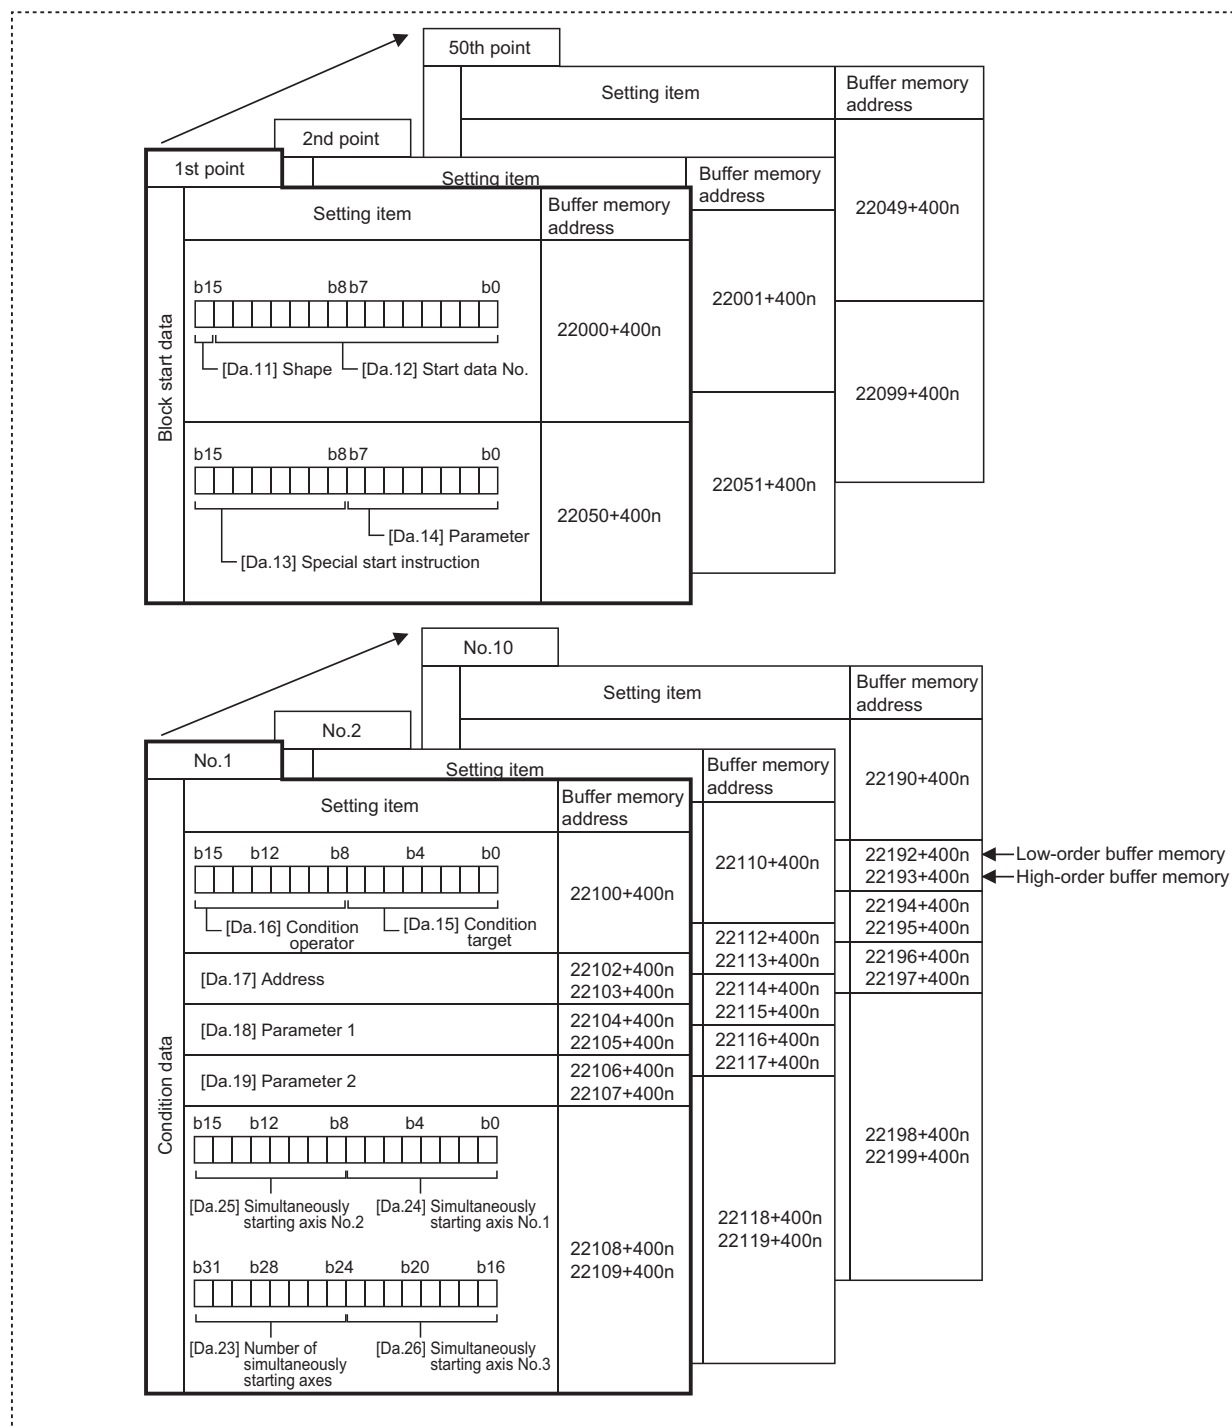 50th point
Setting item
Buffer memory
address
22049+400n
22099+400n
2nd point
Setting item
Buffer memory
address
22001+400n
22051+400n
1st point
Block start data
Setting item
Buffer memory
address
b15 b8 b7 b0
[Da.11] Shape [Da.12] Start data No.
22000+400n
b15 b8 b7 b0
[Da.14] Parameter
[Da.13] Special start instruction
22050+400n
No.10
Setting item
Buffer memory
address
22190+400n
22192+400n Low-order buffer memory
22193+400n High-order buffer memory
22194+400n
22195+400n
22196+400n
22197+400n
22198+400n
22199+400n
No.2
Setting item
Buffer memory
address
22110+400n
22112+400n
22113+400n
22114+400n
22115+400n
22116+400n
22117+400n
22118+400n
22119+400n
No.1
Condition data
Setting item
Buffer memory
address
b15 b12 b8 b4 b0
[Da.16] Condition
operator
[Da.15] Condition
target
22100+400n
[Da.17] Address
22102+400n
22103+400n
[Da.18] Parameter 1
22104+400n
22105+400n
[Da.19] Parameter 2
22106+400n
22107+400n
b15 b12 b8 b4 b0
[Da.25] Simultaneously
starting axis No.2
[Da.24] Simultaneously
starting axis No.1
b31 b28 b24 b20 b16
[Da.23] Number of
simultaneously
starting axes
[Da.26] Simultaneously
starting axis No.3
22108+400n
22109+400n